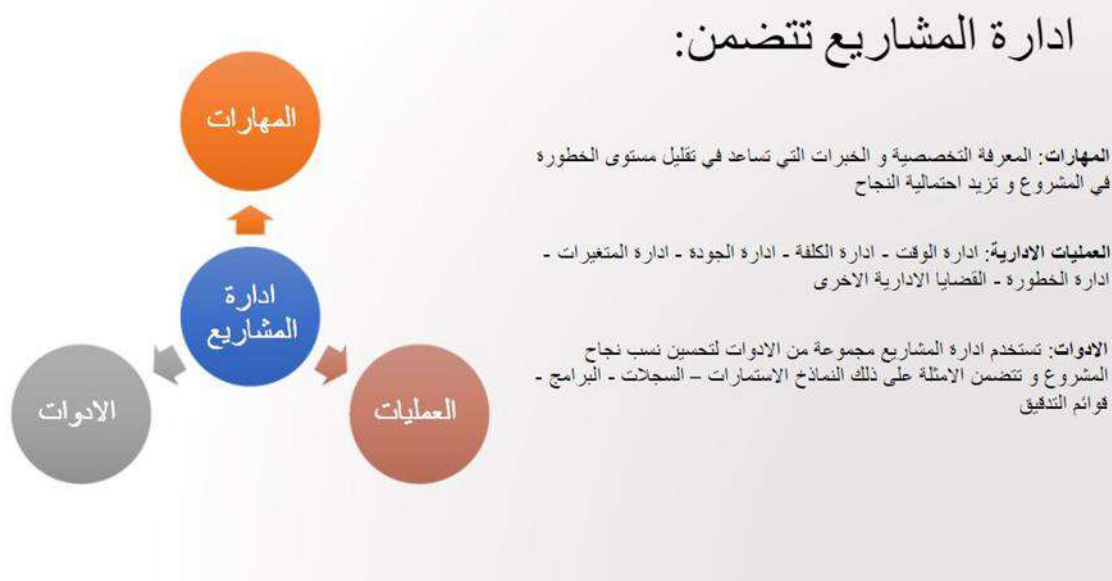 ادارة المشاريع تتضمن:
المهارات: المعرفة التخصصية و الخبرات التي تساعد في تقليل مستوى الخطورة
في المشروع و تزيد احتمالية النجاح
العمليات الادارية: ادارة الوقت - ادارة الكلفة - ادارة الجودة - ادارة المتغيرات -
ادارة الخطورة - القضايا الادارية الاخرى
الادوات: تستخدم ادارة المشاريع مجموعة من الادوات لتحسين نسب نجاح
المشروع و تتضمن الامثلة على ذلك النماذج الاستمارات – السجلات - البرامج -
قوائم التدقيق
المهارات
ادارة
المشاريع
العمليات
الادوات